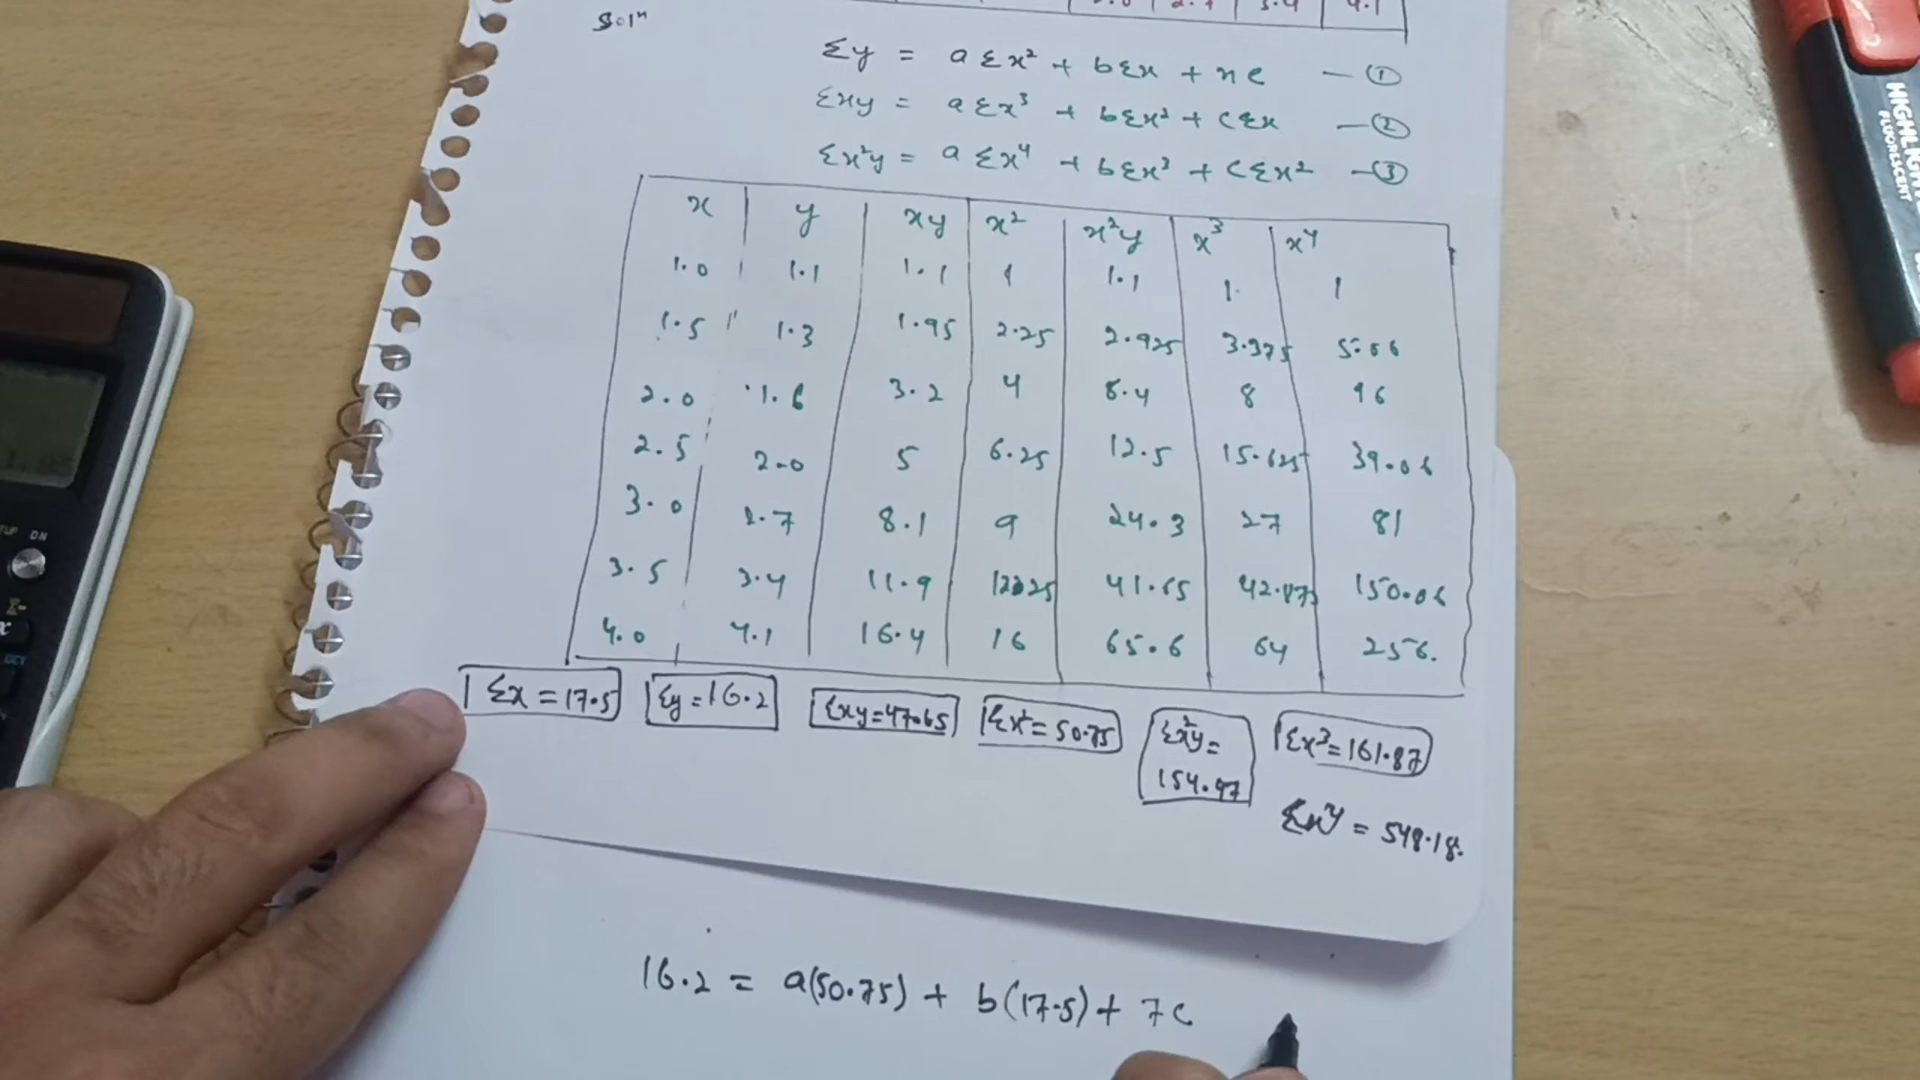 Solⁿ
Σy = aΣx² + bΣx + nc — ①
Σxy = aΣx³ + bΣx² + cΣx — ②
Σx²y = aΣx⁴ + bΣx³ + cΣx² — ③
x y xy x² x²y x³ x⁴
1.0 1.1 1.1 1 1.1 1 1
1.5 1.3 1.95 2.25 2.925 3.375 5.06
2.0 1.6 3.2 4 6.4 8 16
2.5 2.0 5 6.25 12.5 15.625 39.06
3.0 2.7 8.1 9 24.3 27 81
3.5 3.4 11.9 12.25 41.65 42.875 150.06
4.0 4.1 16.4 16 65.6 64 256.
Σx = 17.5 Σy = 16.2 Σxy = 47.65 Σx² = 50.75 Σx²y = 154.47 Σx³ = 161.87
Σx⁴ = 548.18.
16.2 = a(50.75) + b(17.5) + 7c
HIGHLIGHT
FLUORESCENT
ON